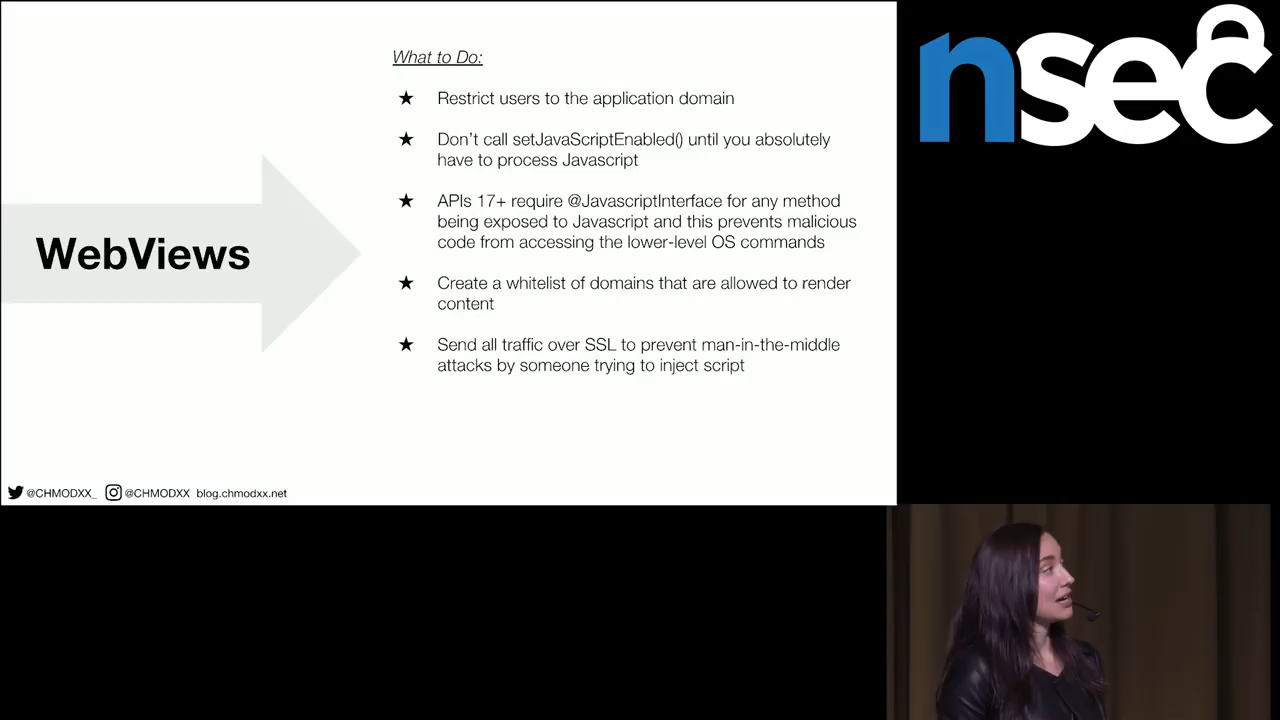 What to Do:
★ Restrict users to the application domain
★ Don't call setJavaScriptEnabled() until you absolutely
have to process Javascript
★ APIs 17+ require @JavascriptInterface for any method
being exposed to Javascript and this prevents malicious
code from accessing the lower-level OS commands
★ Create a whitelist of domains that are allowed to render
content
★ Send all traffic over SSL to prevent man-in-the-middle
attacks by someone trying to inject script
WebViews
@CHMODXX_ @CHMODXX blog.chmodxx.net
nsec